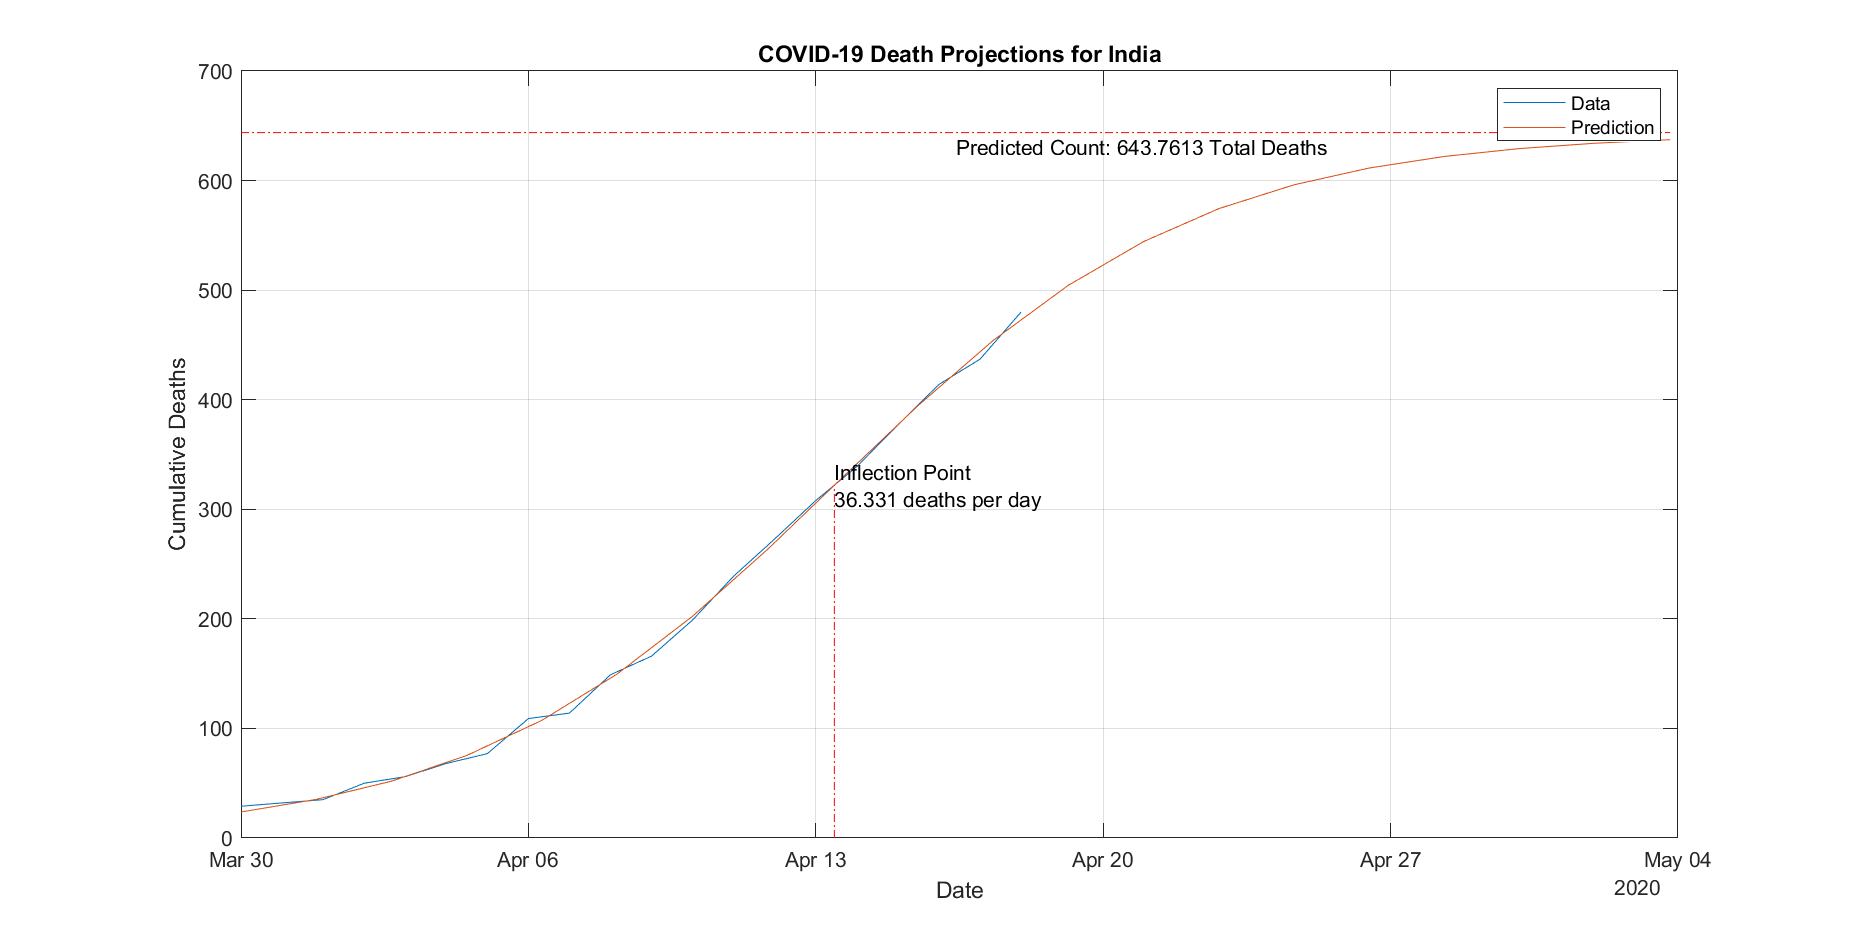 COVID-19 Death Projections for India
700
600
500
400
300
200
100
0
Cumulative Deaths
Data
Prediction
Predicted Count: 643.7613 Total Deaths
Inflection Point
36.331 deaths per day
Mar 30
Apr 06
Apr 13
Apr 20
Apr 27
May 04
2020
Date